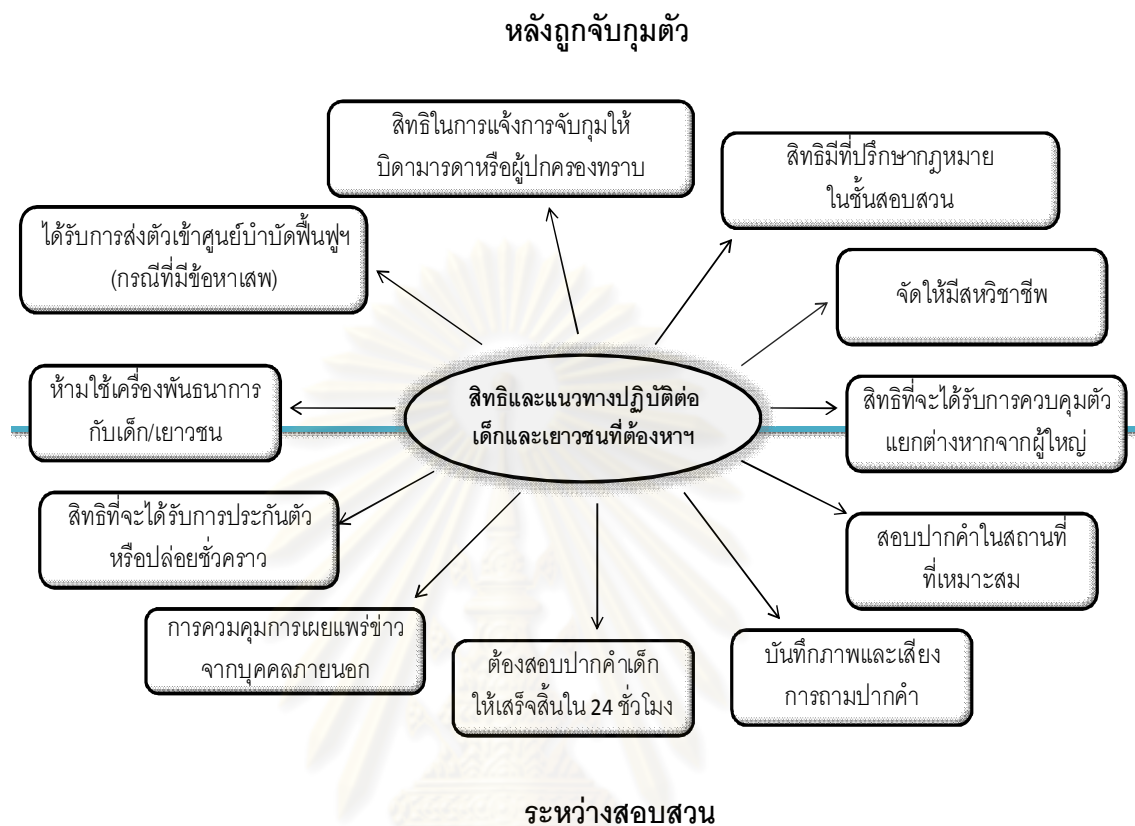 หลังถูกจับกุมตัว
สิทธิในการแจ้งการจับกุมให้
บิดามารดาหรือผู้ปกครองทราบ
สิทธิมีที่ปรึกษากฎหมาย
ในชั้นสอบสวน
ได้รับการส่งตัวเข้าศูนย์บำบัดฟื้นฟูฯ
(กรณีที่มีข้อหาเสพ)
จัดให้มีสหวิชาชีพ
ห้ามใช้เครื่องพันธนาการ
กับเด็ก/เยาวชน
สิทธิและแนวทางปฏิบัติต่อ
เด็กและเยาวชนที่ต้องหาฯ
สิทธิที่จะได้รับการควบคุมตัว
แยกต่างหากจากผู้ใหญ่
สิทธิที่จะได้รับการประกันตัว
หรือปล่อยชั่วคราว
สอบปากคำในสถานที่
ที่เหมาะสม
การควมคุมการเผยแพร่ข่าว
จากบุคคลภายนอก
ต้องสอบปากคำเด็ก
ให้เสร็จสิ้นใน 24 ชั่วโมง
บันทึกภาพและเสียง
การถามปากคำ
ระหว่างสอบสวน